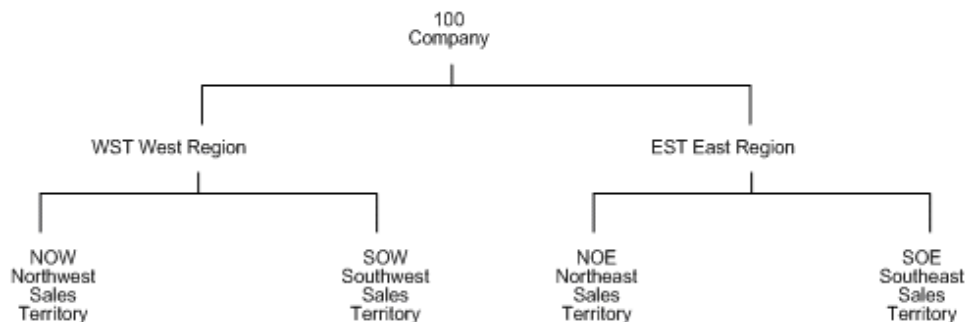 100
Company
WST West Region
EST East Region
NOW
Northwest
Sales
Territory
SOW
Southwest
Sales
Territory
NOE
Northeast
Sales
Territory
SOE
Southeast
Sales
Territory